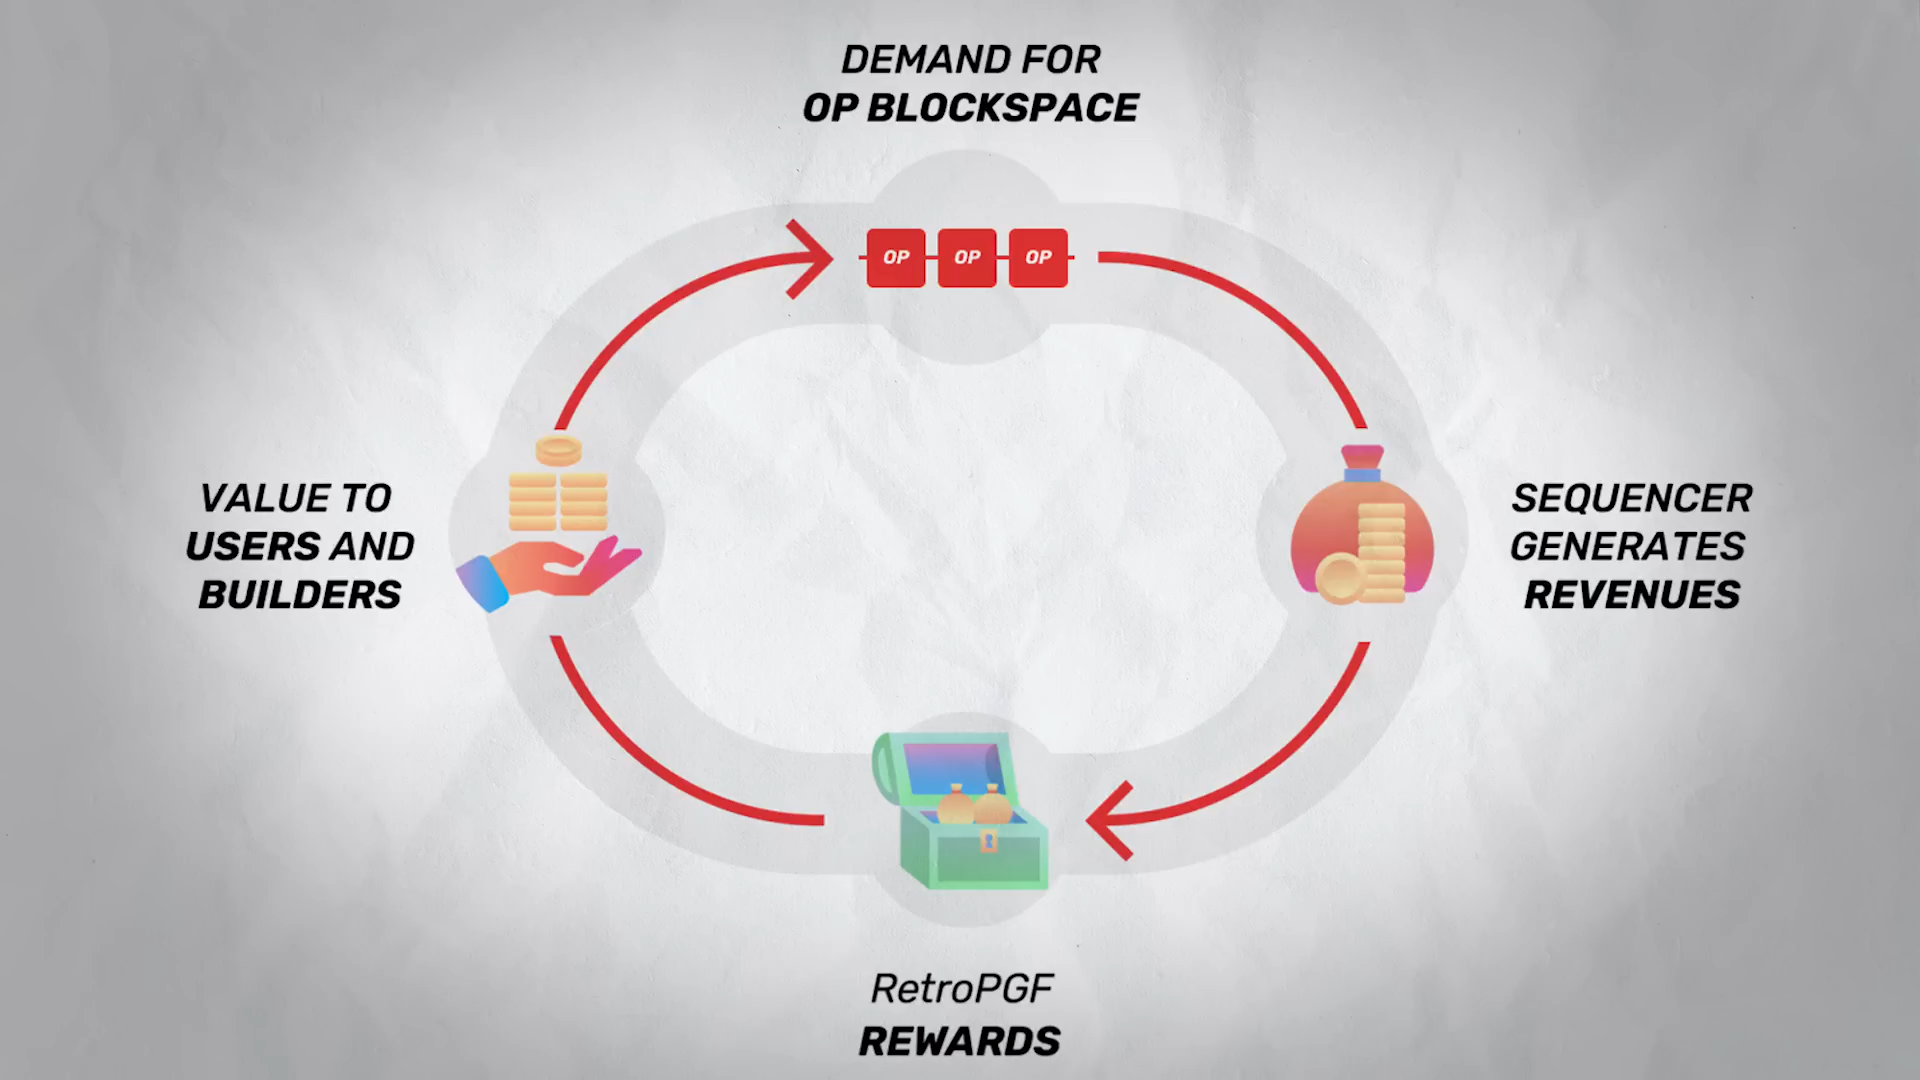 DEMAND FOR
OP BLOCKSPACE
OP OP OP
VALUE TO
USERS AND
BUILDERS
SEQUENCER
GENERATES
REVENUES
RetroPGF
REWARDS